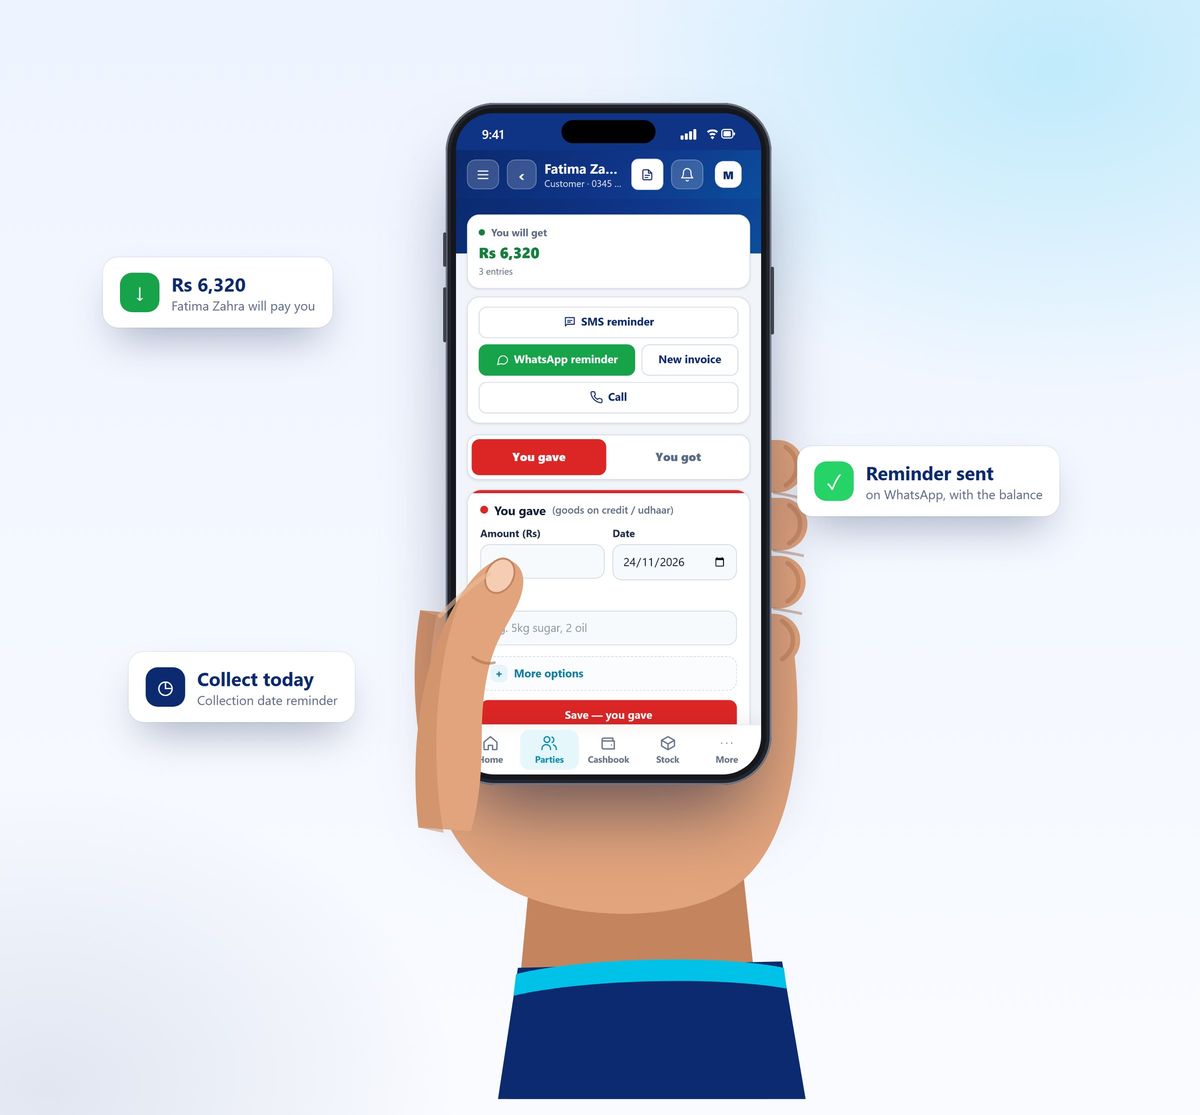 9:41
Fatima Za...
Customer · 0345 ...
M
You will get
Rs 6,320
3 entries
SMS reminder
WhatsApp reminder
New invoice
Call
You gave
You got
You gave (goods on credit / udhaar)
Amount (Rs)
Date
24/11/2026
5kg sugar, 2 oil
+ More options
Save — you gave
Home
Parties
Cashbook
Stock
More
Rs 6,320
Fatima Zahra will pay you
Reminder sent
on WhatsApp, with the balance
Collect today
Collection date reminder